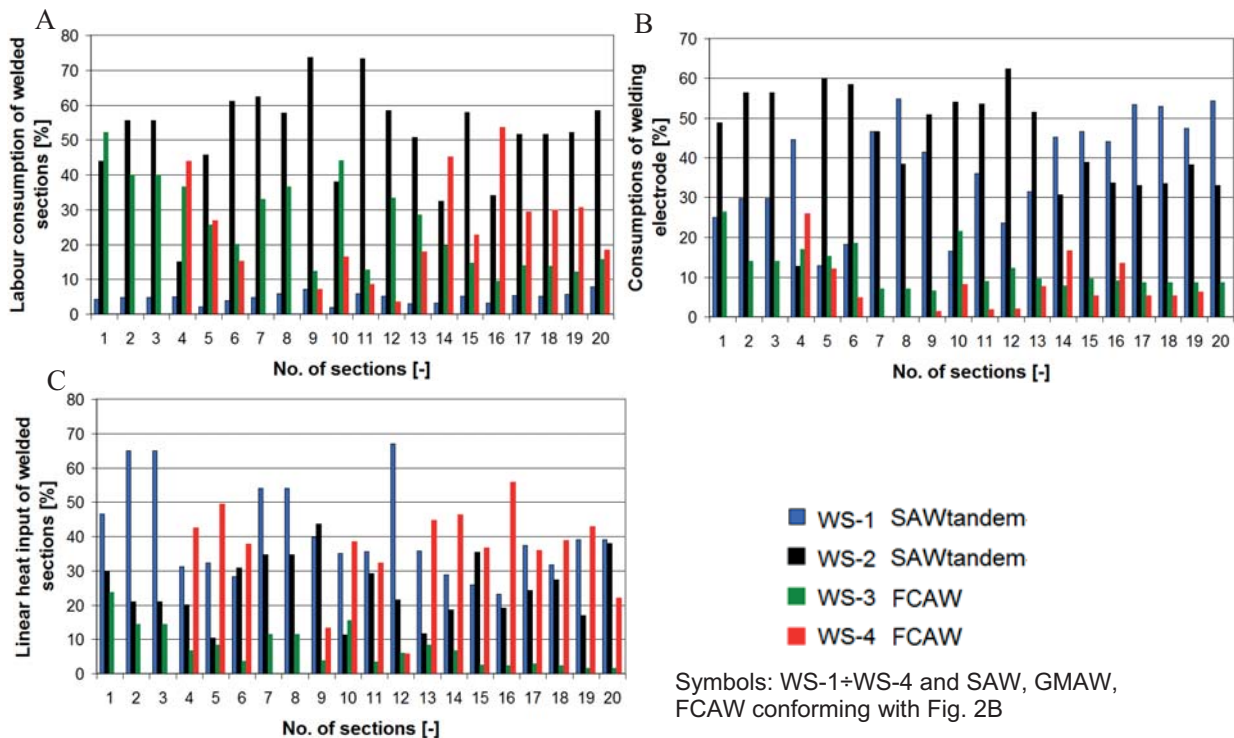 A
Labour consumption of welded
sections [%]
80
70
60
50
40
30
20
10
0
1 2 3 4 5 6 7 8 9 10 11 12 13 14 15 16 17 18 19 20
No. of sections [-]
B
Consumptions of welding
electrode [%]
70
60
50
40
30
20
10
0
1 2 3 4 5 6 7 8 9 10 11 12 13 14 15 16 17 18 19 20
No. of sections [-]
C
Linear heat input of welded
sections [%]
80
70
60
50
40
30
20
10
0
1 2 3 4 5 6 7 8 9 10 11 12 13 14 15 16 17 18 19 20
No. of sections [-]
WS-1 SAWtandem
WS-2 SAWtandem
WS-3 FCAW
WS-4 FCAW
Symbols: WS-1÷WS-4 and SAW, GMAW,
FCAW conforming with Fig. 2B